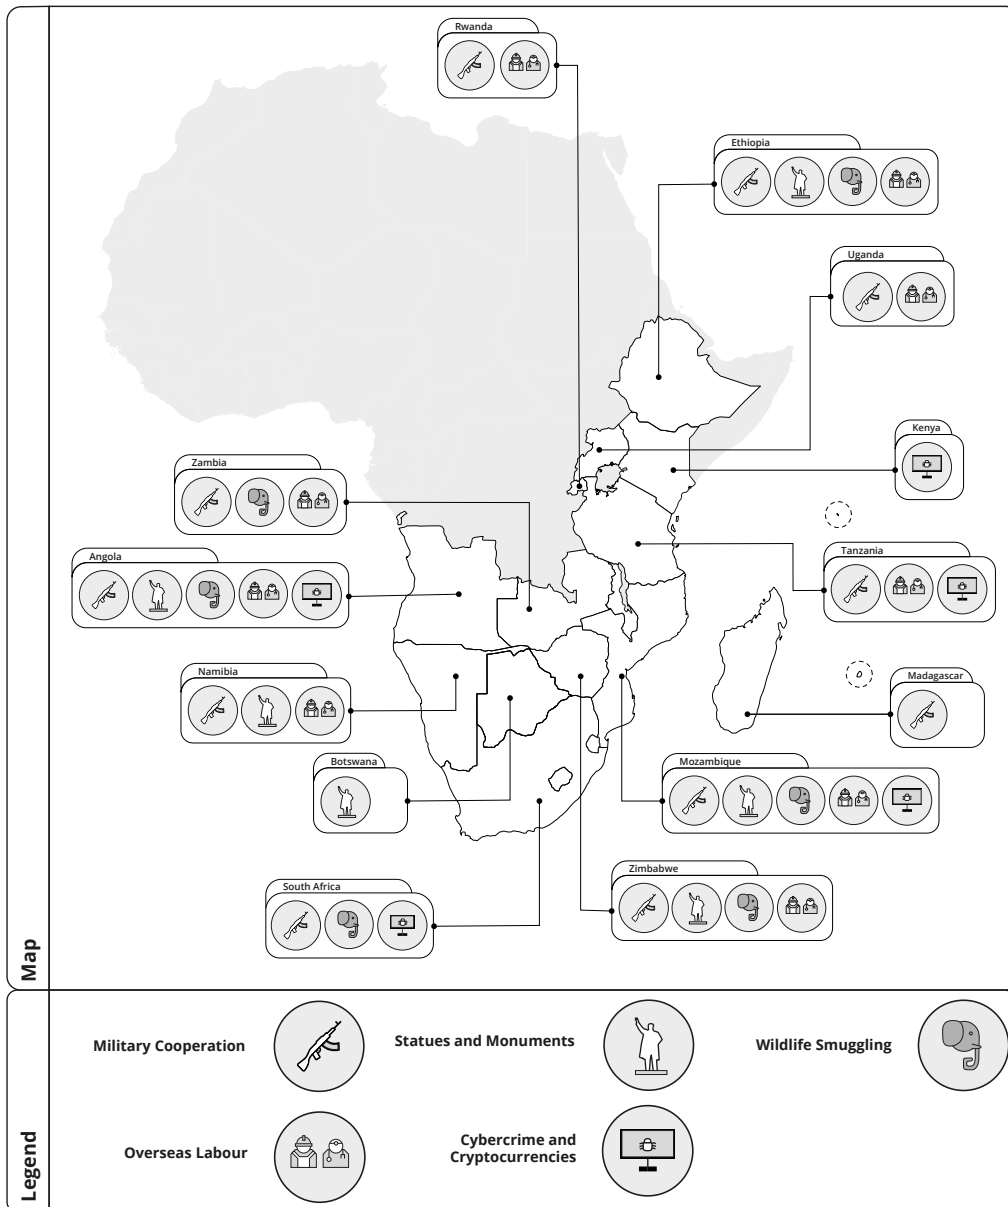 Rwanda
Ethiopia
Uganda
Kenya
Zambia
Angola
Tanzania
Namibia
Madagascar
Botswana
Mozambique
Zimbabwe
South Africa
Map
Military Cooperation
Statues and Monuments
Wildlife Smuggling
Overseas Labour
Cybercrime and
Cryptocurrencies
Legend